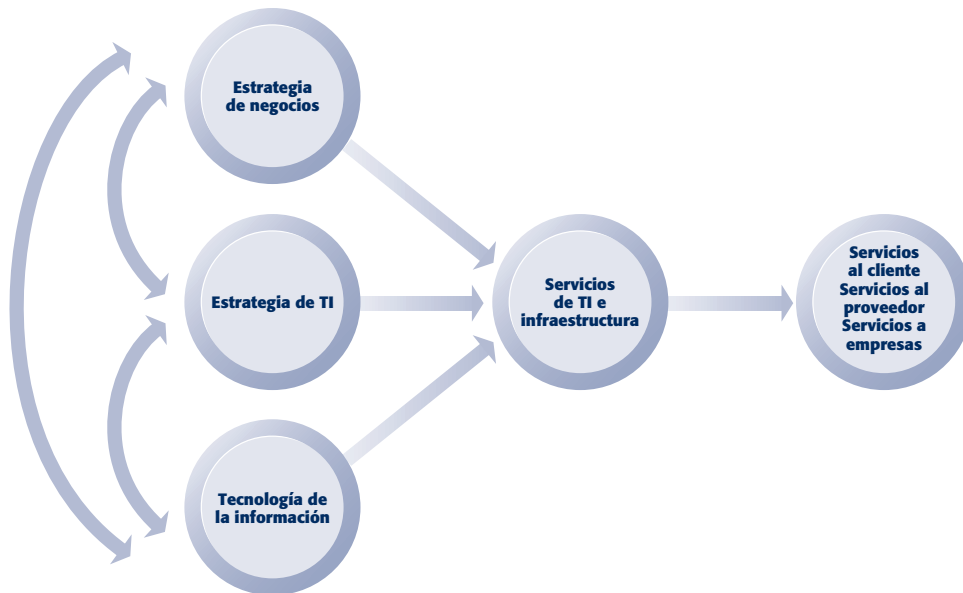 Estrategia
de negocios
Estrategia de TI
Tecnología de
la información
Servicios
de TI e
infraestructura
Servicios
al cliente
Servicios al
proveedor
Servicios a
empresas